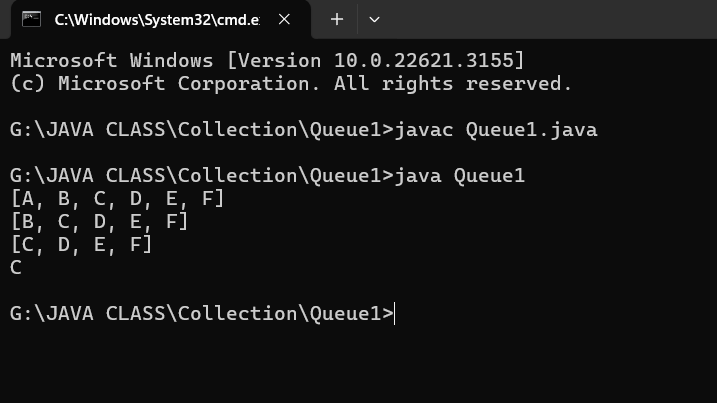 C:\Windows\System32\cmd.e
Microsoft Windows [Version 10.0.22621.3155]
(c) Microsoft Corporation. All rights reserved.
G:\JAVA CLASS\Collection\Queue1>javac Queue1.java
G:\JAVA CLASS\Collection\Queue1>java Queue1
[A, B, C, D, E, F]
[B, C, D, E, F]
[C, D, E, F]
C
G:\JAVA CLASS\Collection\Queue1>